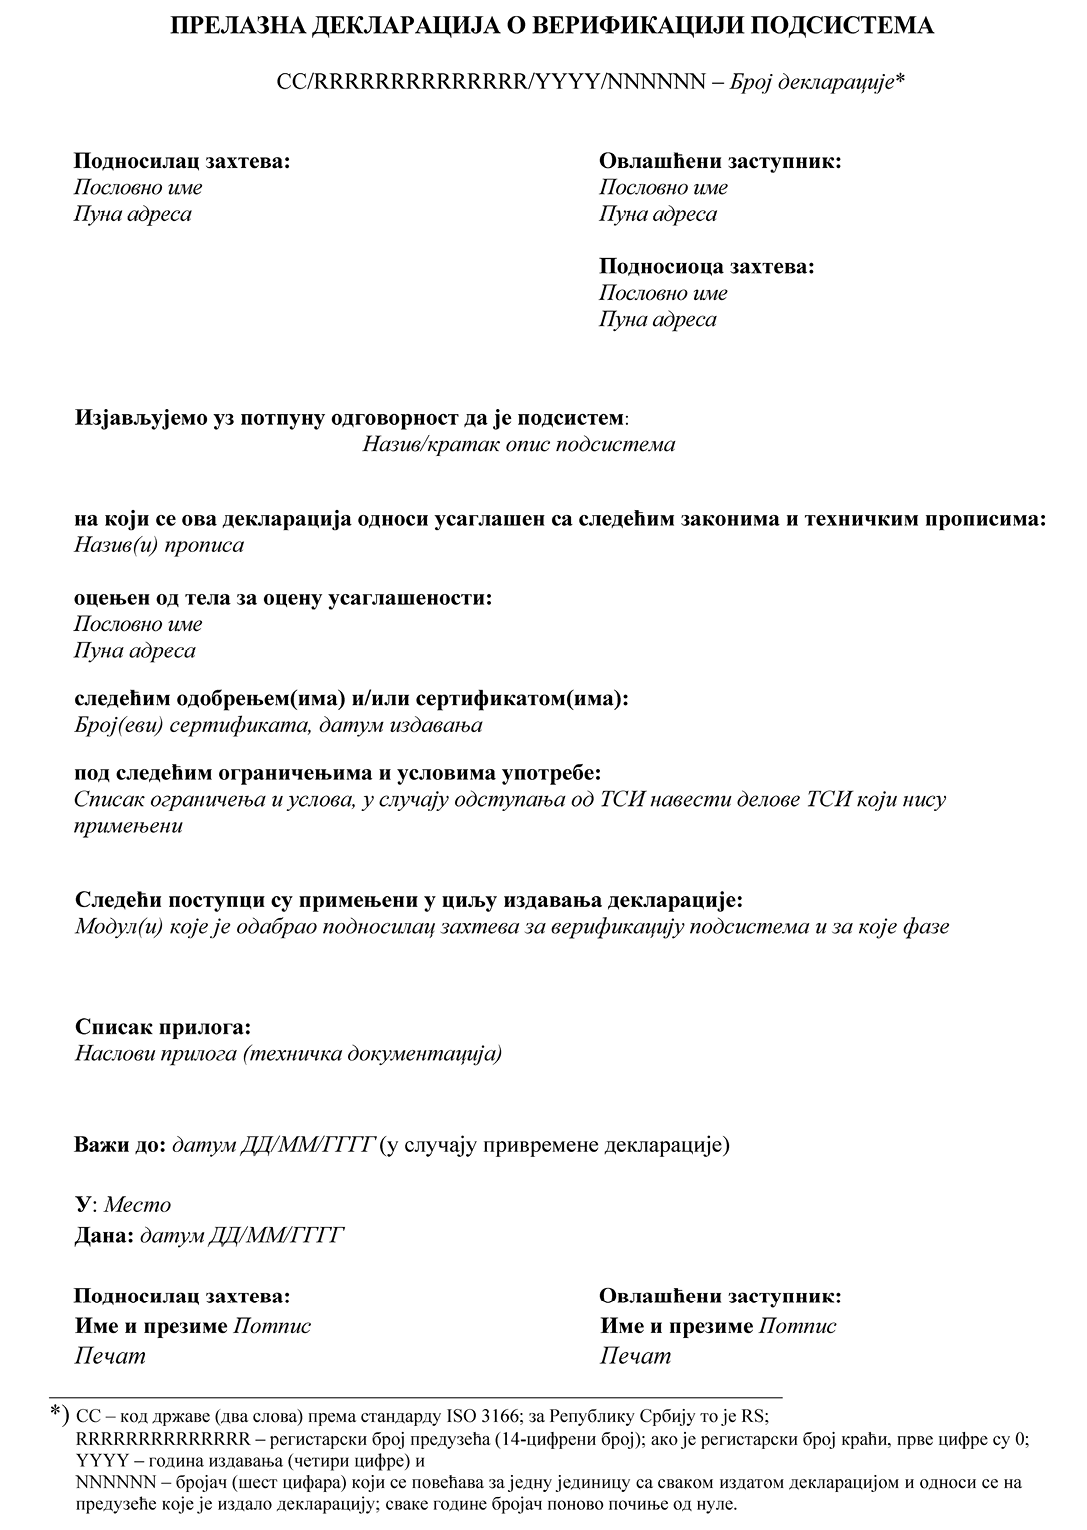 ПРЕЛАЗНА ДЕКЛАРАЦИЈА О ВЕРИФИКАЦИЈИ ПОДСИСТЕМА
CC/RRRRRRRRRRRRRR/YYYY/NNNNNN – Број декларације*
Подносилац захтева:
Пословно име
Пуна адреса
Овлашћени заступник:
Пословно име
Пуна адреса
Подносиоца захтева:
Пословно име
Пуна адреса
Изјављујемо уз потпуну одговорност да је подсистем:
Назив/кратак опис подсистема
на који се ова декларација односи усаглашен са следећим законима и техничким прописима:
Назив(и) прописа
оцењен од тела за оцену усаглашености:
Пословно име
Пуна адреса
следећим одобрењем(има) и/или сертификатом(има):
Број(еви) сертификата, датум издавања
под следећим ограничењима и условима употребе:
Списак ограничења и услова, у случају одступања од ТСИ навести делове ТСИ који нису
примењени
Следећи поступци су примењени у циљу издавања декларације:
Модул(и) које је одабрао подносилац захтева за верификацију подсистема и за које фазе
Списак прилога:
Наслови прилога (техничка документација)
Важи до: датум ДД/ММ/ГГГГ (у случају привремене декларације)
У: Место
Дана: датум ДД/ММ/ГГГГ
Подносилац захтева:
Име и презиме Потпис
Печат
Овлашћени заступник:
Име и презиме Потпис
Печат
*) CC – код државе (два слова) према стандарду ISO 3166; за Републику Србију то је RS;
RRRRRRRRRRRRRR – регистарски број предузећа (14-цифрени број); ако је регистарски број краћи, прве цифре су 0;
YYYY – година издавања (четири цифре) и
NNNNNN – бројач (шест цифара) који се повећава за једну јединицу са сваком издатом декларацијом и односи се на
предузеће које је издало декларацију; сваке године бројач поново почиње од нуле.